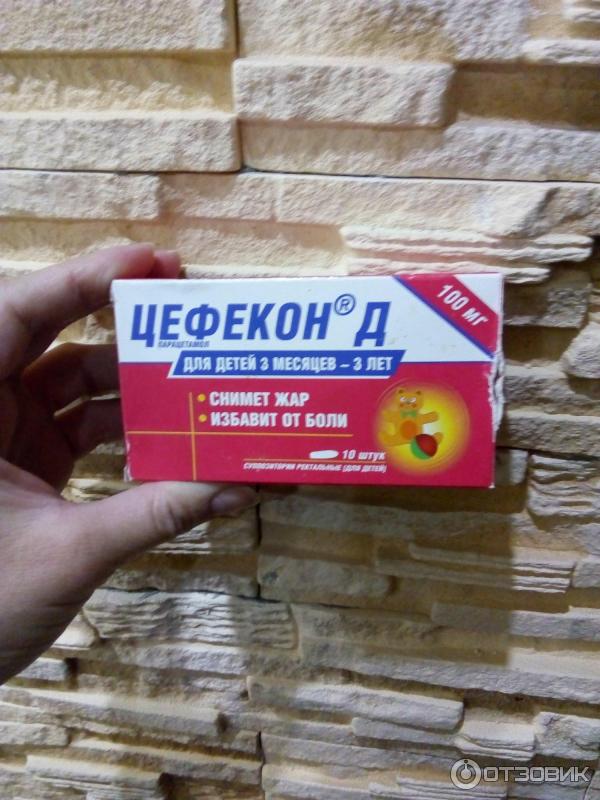 ЦЕФЕКОН® Д
100 МГ
ПАРАЦЕТАМОЛ
ДЛЯ ДЕТЕЙ 3 МЕСЯЦЕВ – 3 ЛЕТ
• СНИМЕТ ЖАР
• ИЗБАВИТ ОТ БОЛИ
10 штук
СУППОЗИТОРИИ РЕКТАЛЬНЫЕ (ДЛЯ ДЕТЕЙ)
ОТЗОВИК